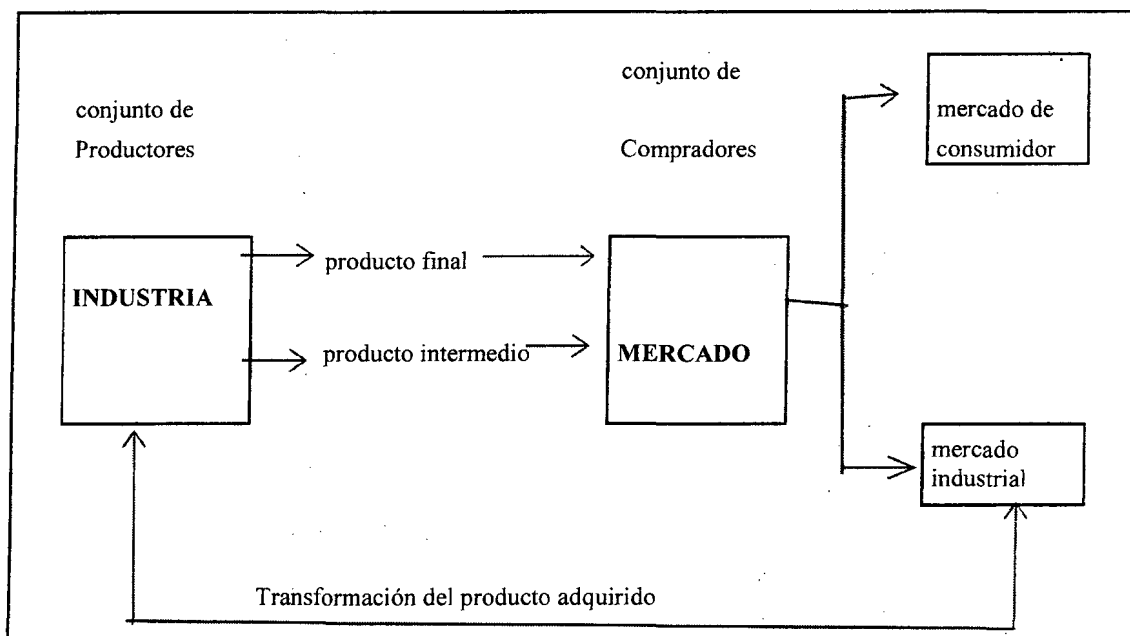 conjunto de
Productores
conjunto de
Compradores
mercado de
consumidor
INDUSTRIA
producto final
producto intermedio
MERCADO
mercado
industrial
Transformación del producto adquirido